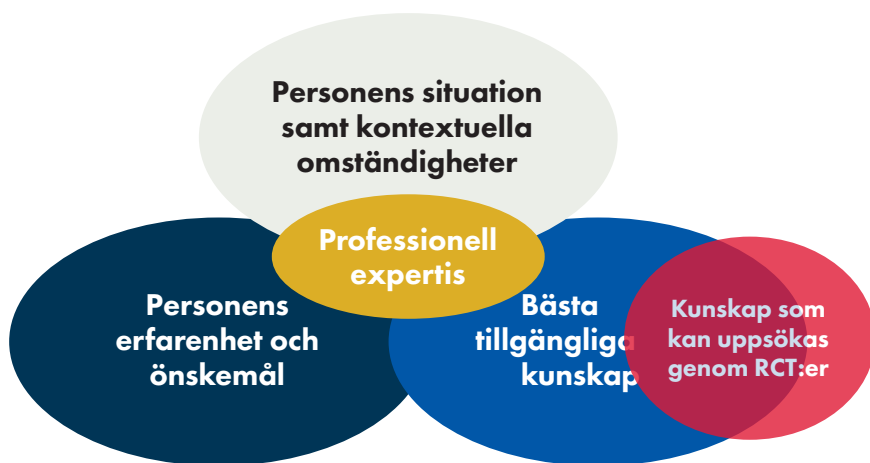 Personens situation
samt kontextuella
omständigheter
Professionell
expertis
Personens
erfarenhet och
önskemål
Bästa
tillgängliga
kunskap
Kunskap som
kan uppsökas
genom RCT:er